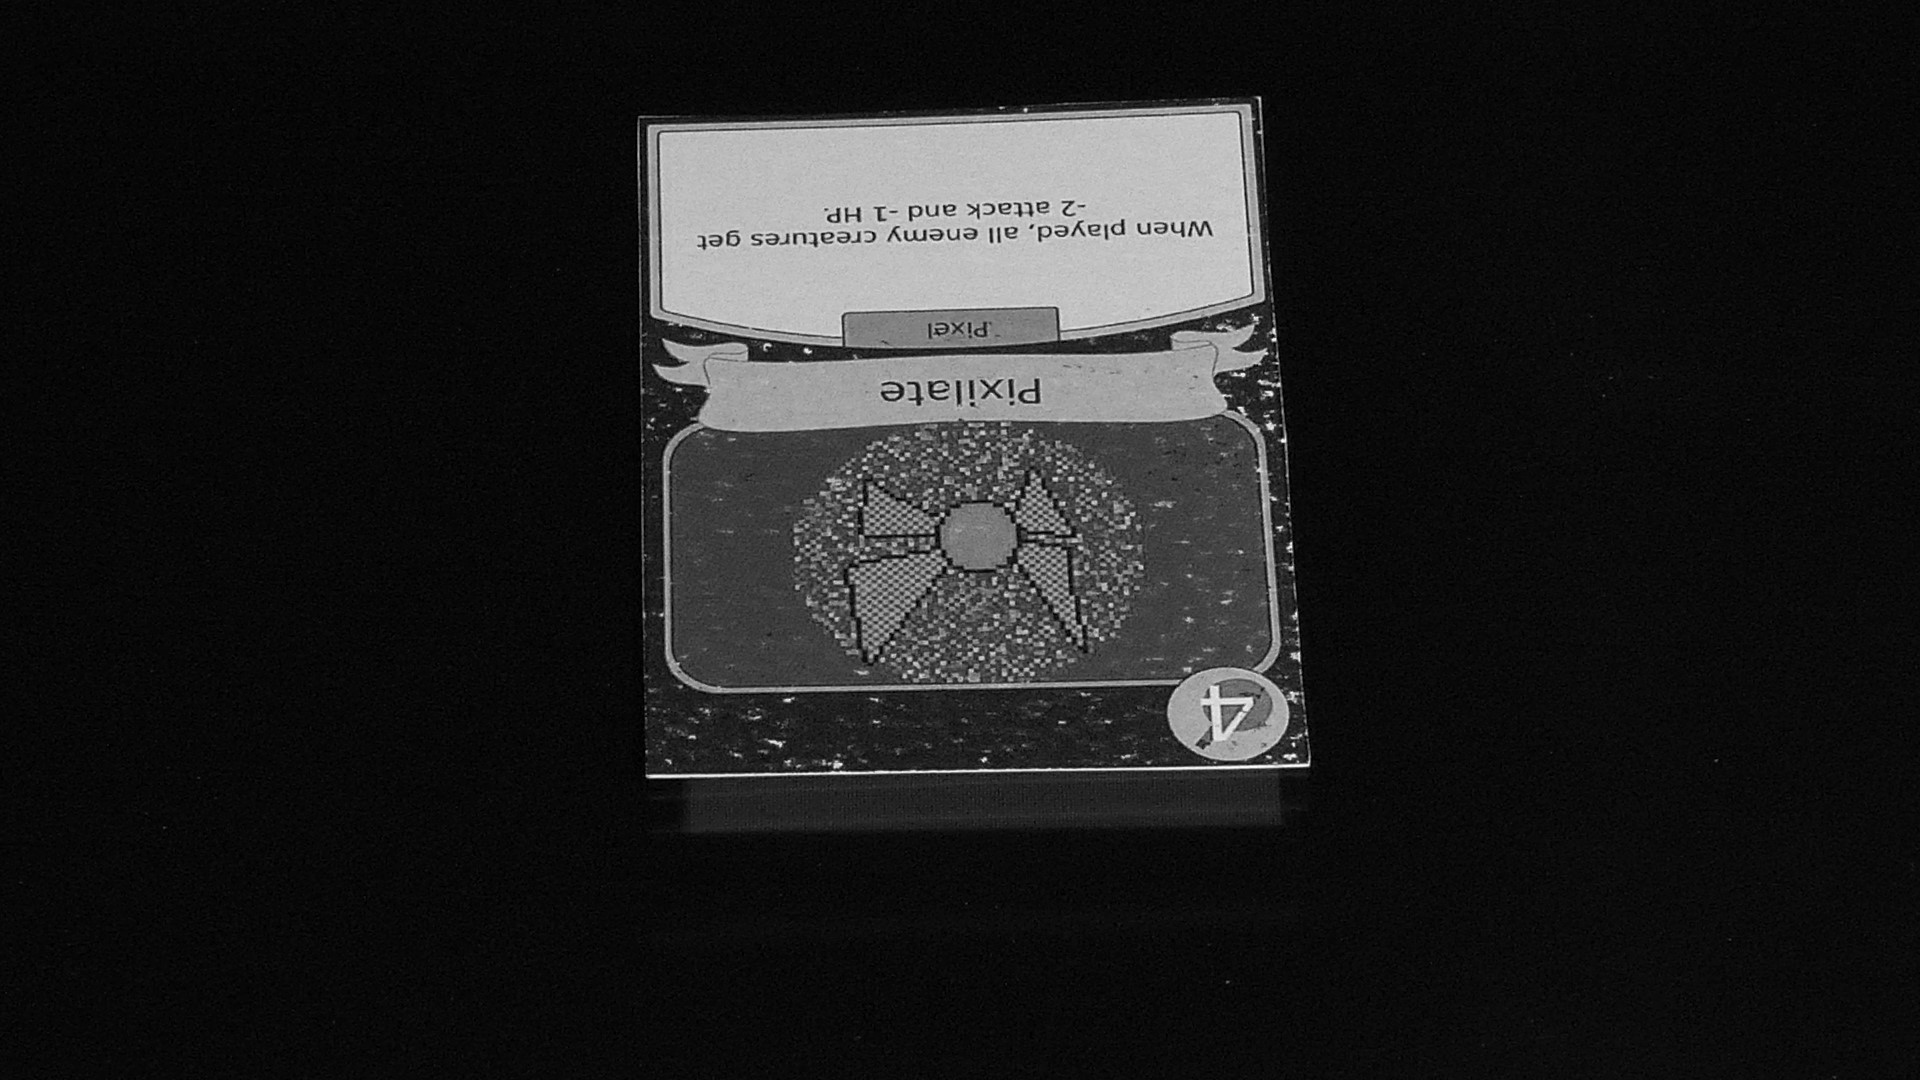 4
Pixilate
Pixel
When played, all enemy creatures get
-2 attack and -1 HP.